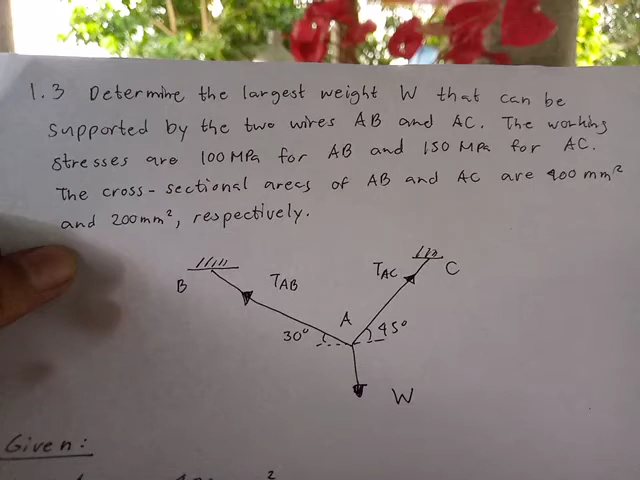 1.3 Determine the largest weight W that can be
supported by the two wires AB and AC. The working
stresses are 100 MPa for AB and 150 MPa for AC.
The cross-sectional areas of AB and AC are 400 mm²
and 200mm², respectively.
B
TAB
TAC
C
A
30°
45°
W
Given: